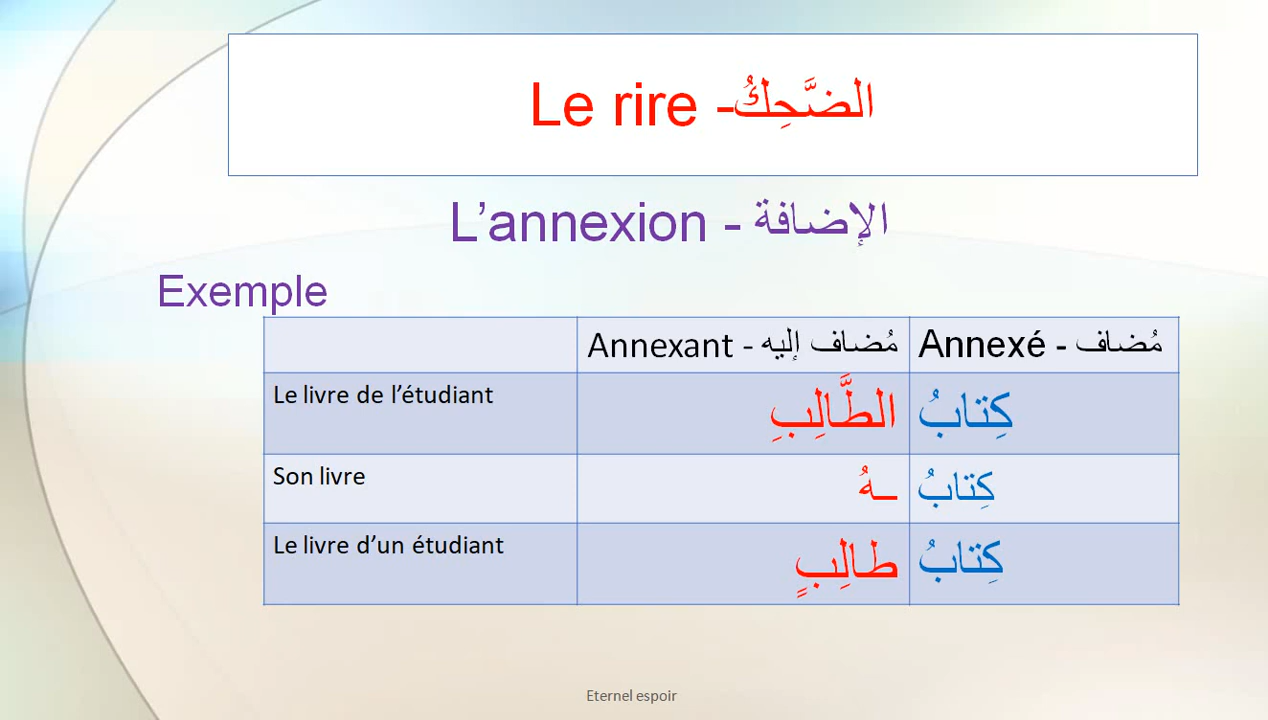 Le rire -الضَّحِكُ
L’annexion - الإضافة
Exemple
Annexant - مُضاف إليه Annexé - مُضاف
Le livre de l’étudiant الطَّالِبِ كِتابُ
Son livre ـهُ كِتابُ
Le livre d’un étudiant طالِبٍ كِتابُ
Eternel espoir